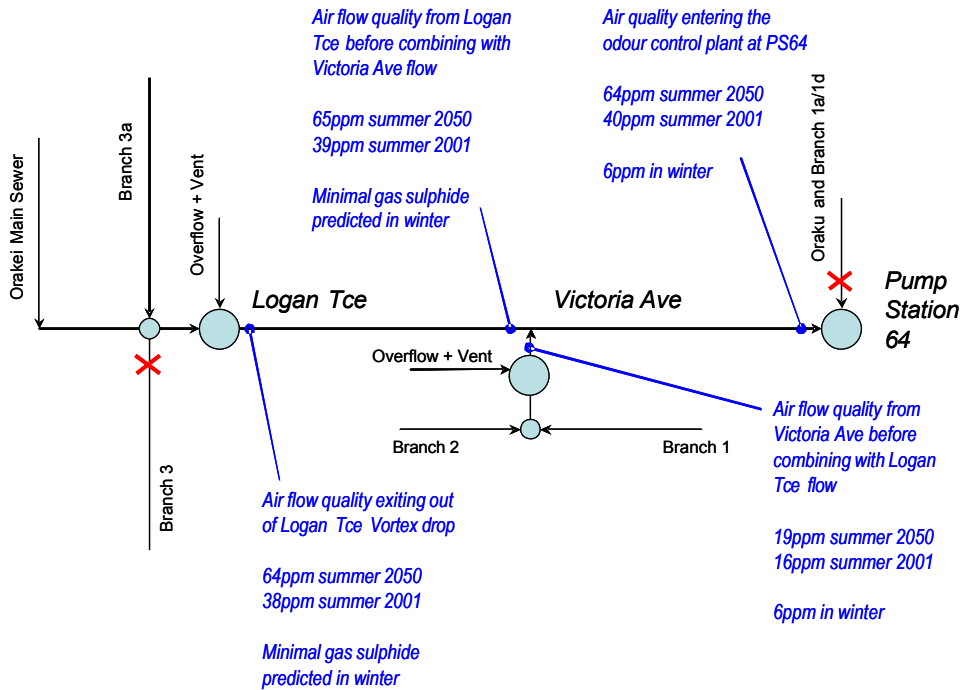 Air flow quality from Logan
Tce before combining with
Victoria Ave flow
65ppm summer 2050
39ppm summer 2001
Minimal gas sulphide
predicted in winter
Air quality entering the
odour control plant at PS64
64ppm summer 2050
40ppm summer 2001
6ppm in winter
Orakei Main Sewer
Branch 3a
Overflow + Vent
Oraku and Branch 1a/1d
Logan Tce
Victoria Ave
Pump
Station
64
Overflow + Vent
Branch 2
Branch 1
Branch 3
Air flow quality exiting out
of Logan Tce Vortex drop
64ppm summer 2050
38ppm summer 2001
Minimal gas sulphide
predicted in winter
Air flow quality from
Victoria Ave before
combining with Logan
Tce flow
19ppm summer 2050
16ppm summer 2001
6ppm in winter